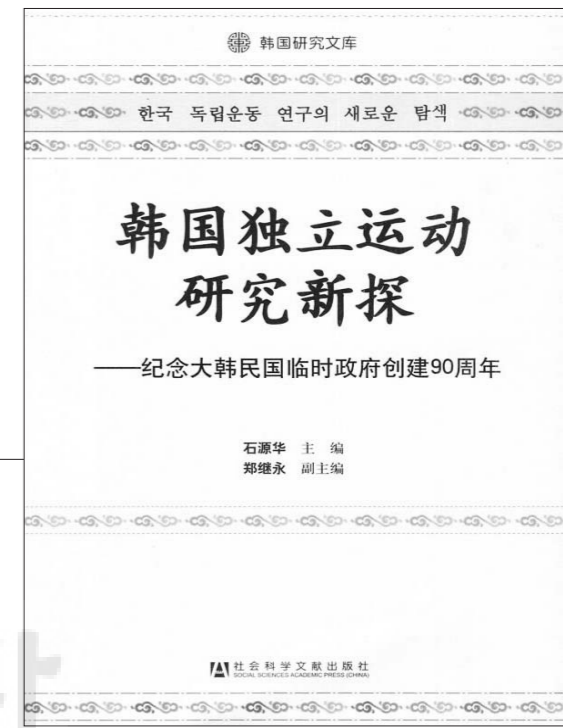 韩国研究文库
한국 독립운동 연구의 새로운 탐색
韩国独立运动
研究新探
——纪念大韩民国临时政府创建90周年
石源华 主 编
郑继永 副主编
社会科学文献出版社
SOCIAL SCIENCES ACADEMIC PRESS (CHINA)